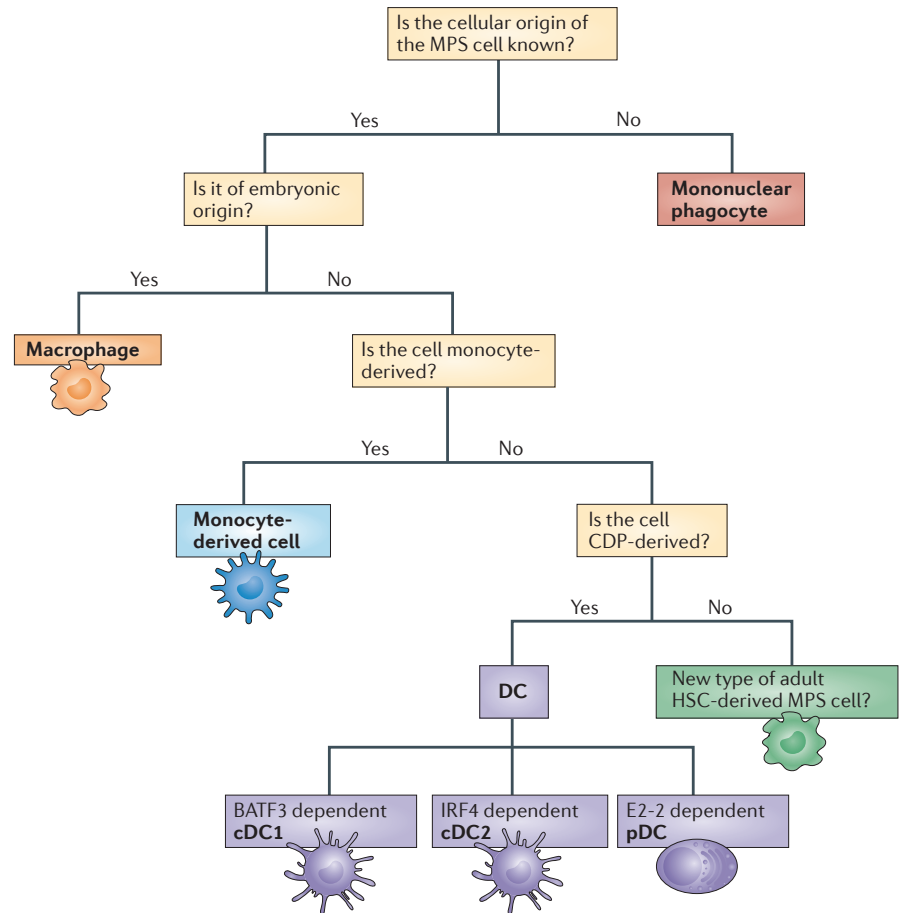 Is the cellular origin of
the MPS cell known?
Yes
No
Is it of embryonic
origin?
Mononuclear
phagocyte
Yes
No
Macrophage
Is the cell monocyte-
derived?
Yes
No
Monocyte-
derived cell
Is the cell
CDP-derived?
Yes
No
DC
New type of adult
HSC-derived MPS cell?
BATF3 dependent
cDC1
IRF4 dependent
cDC2
E2-2 dependent
pDC